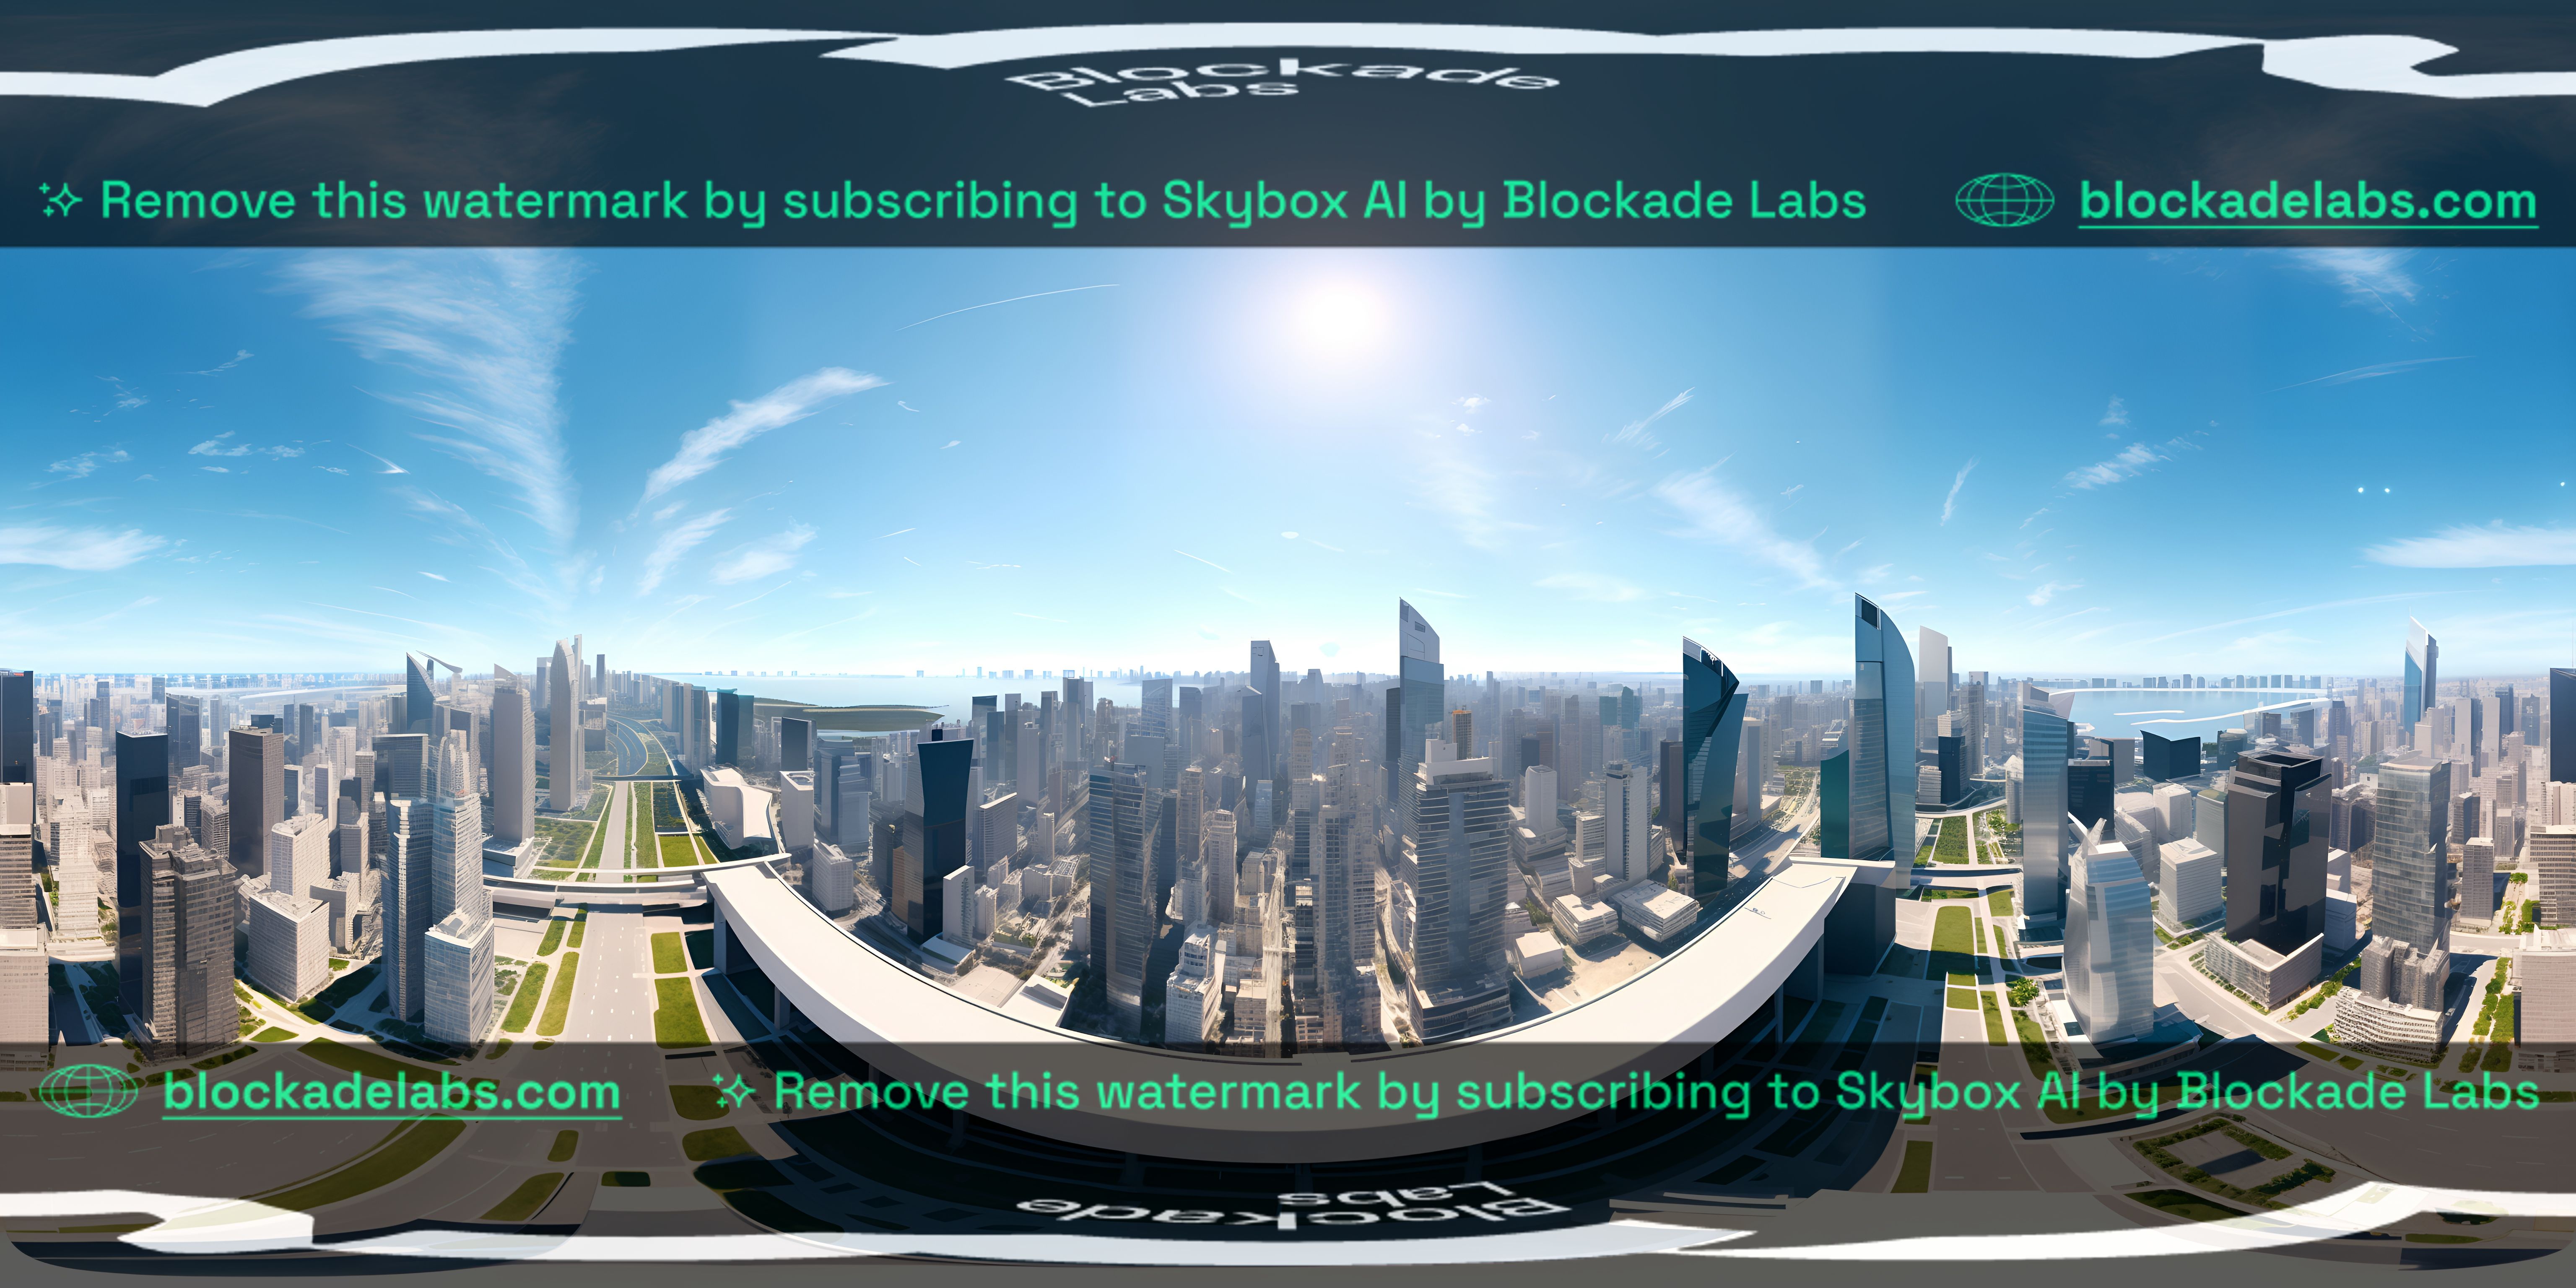 Blockade
Labs
Remove this watermark by subscribing to Skybox AI by Blockade Labs
blockadelabs.com
blockadelabs.com
Remove this watermark by subscribing to Skybox AI by Blockade Labs
Labs
Blockade